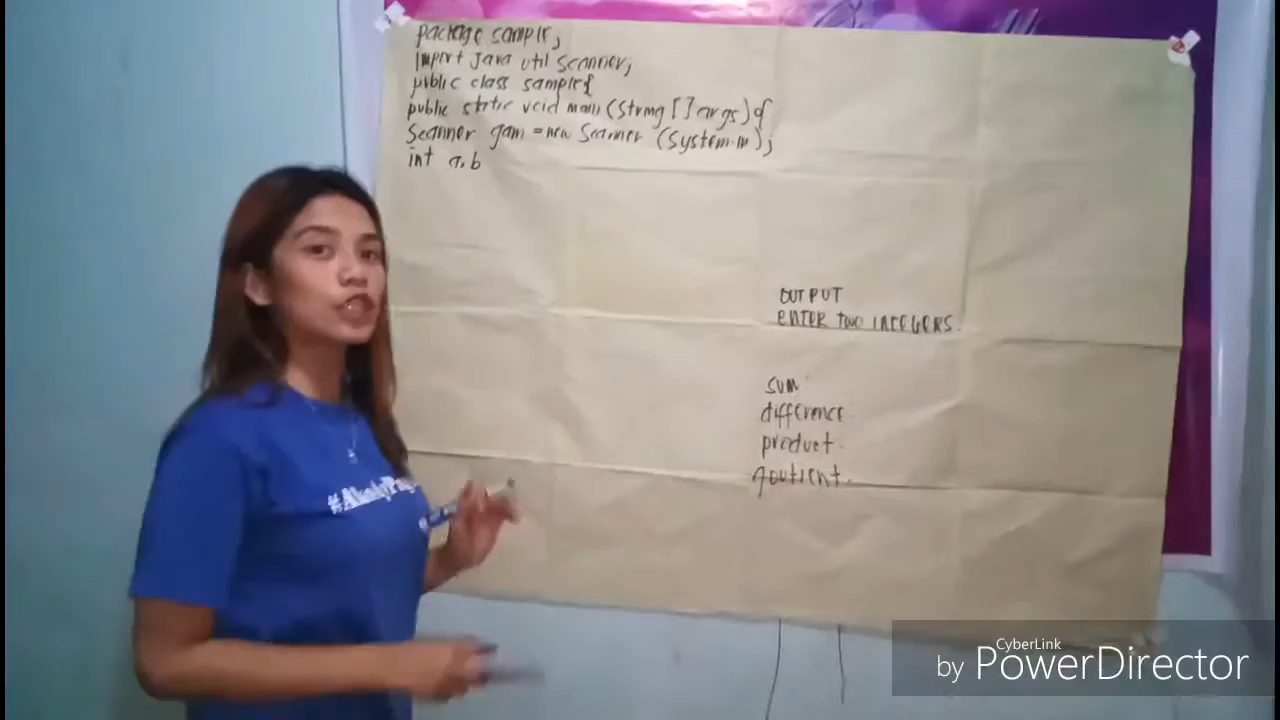 package sample;
import java util scanner;
public class sample{
public static void main (String [] args) {
Scanner gam = new Scanner (System.in);
int a,b
OUTPUT
ENTER TWO INTEGERS.
SUM
difference:
product:
qoutient.
CyberLink
by PowerDirector